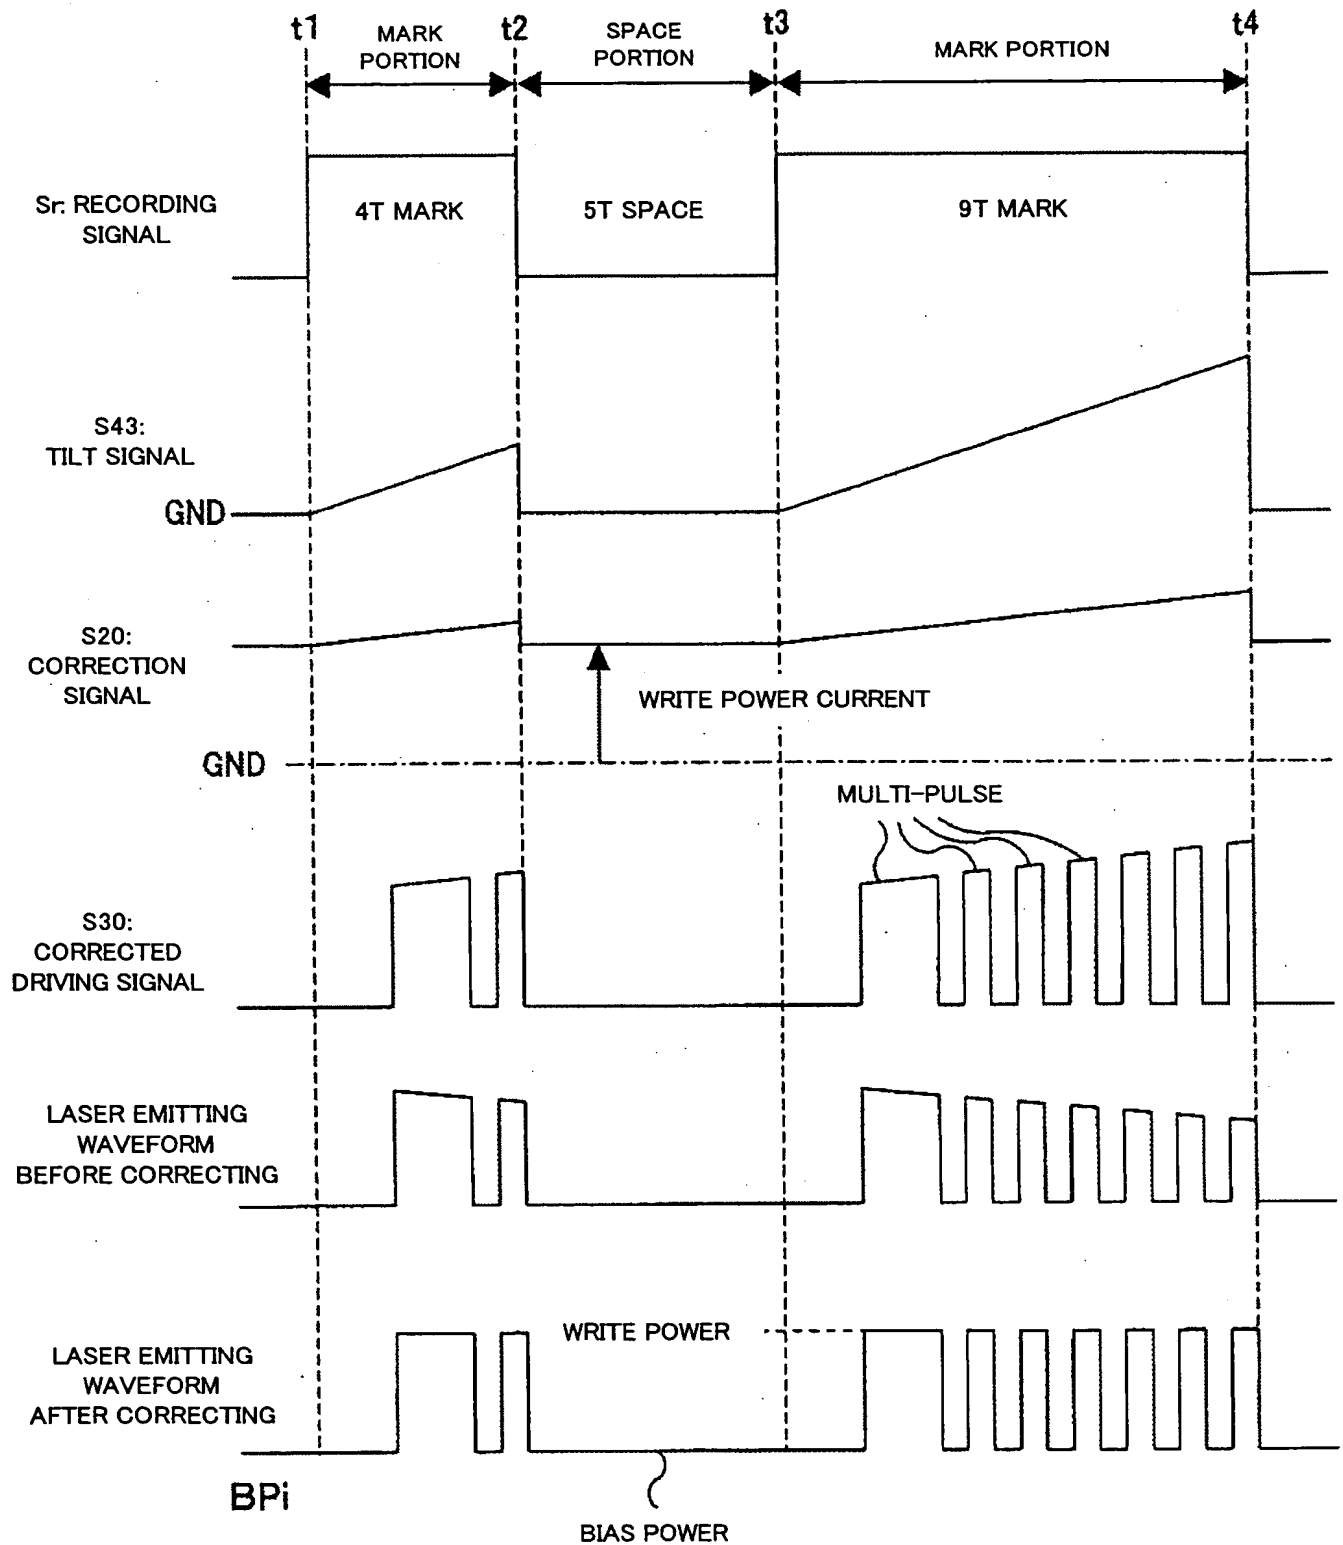 t1
MARK
PORTION
t2
SPACE
PORTION
t3
MARK PORTION
t4
Sr: RECORDING
SIGNAL
4T MARK
5T SPACE
9T MARK
S43:
TILT SIGNAL
GND
S20:
CORRECTION
SIGNAL
WRITE POWER CURRENT
GND
MULTI-PULSE
S30:
CORRECTED
DRIVING SIGNAL
LASER EMITTING
WAVEFORM
BEFORE CORRECTING
WRITE POWER
LASER EMITTING
WAVEFORM
AFTER CORRECTING
BPi
BIAS POWER